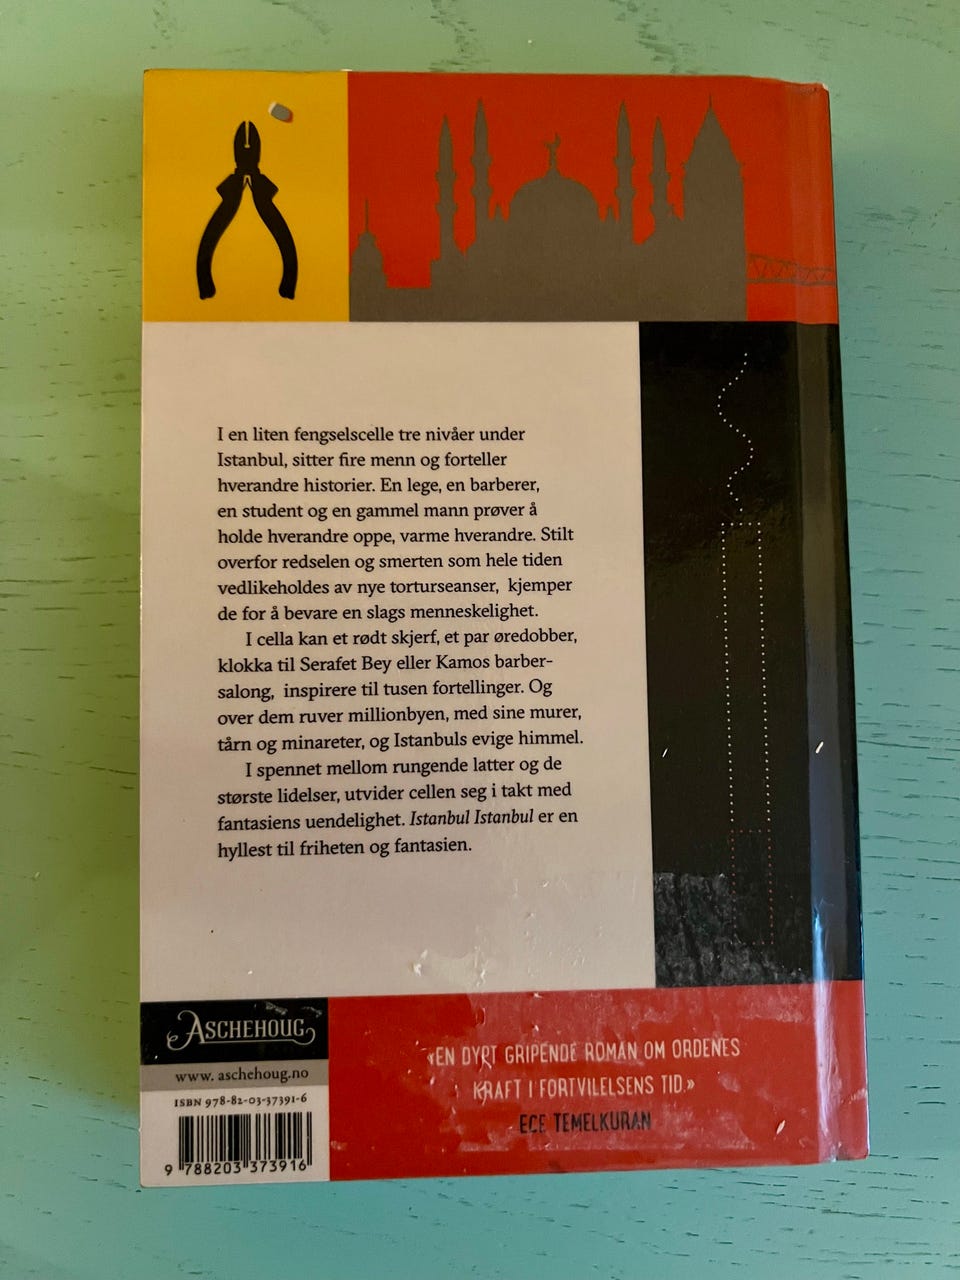 I en liten fengselscelle tre nivåer under
Istanbul, sitter fire menn og forteller
hverandre historier. En lege, en barberer,
en student og en gammel mann prøver å
holde hverandre oppe, varme hverandre. Stilt
overfor redselen og smerten som hele tiden
vedlikeholdes av nye torturseanser, kjemper
de for å bevare en slags menneskelighet.
I cella kan et rødt skjerf, et par øredobber,
klokka til Serafet Bey eller Kamos barber-
salong, inspirere til tusen fortellinger. Og
over dem ruver millionbyen, med sine murer,
tårn og minareter, og Istanbuls evige himmel.
I spennet mellom rungende latter og de
største lidelser, utvider cellen seg i takt med
fantasiens uendelighet. Istanbul Istanbul er en
hyllest til friheten og fantasien.
«EN DYPT GRIPENDE ROMAN OM ORDENES
KRAFT I FORTVILELSENS TID.»
ECE TEMELKURAN
ASCHEHOUG
www. aschehoug.no
ISBN 978-82-03-37391-6
9 788203 373916